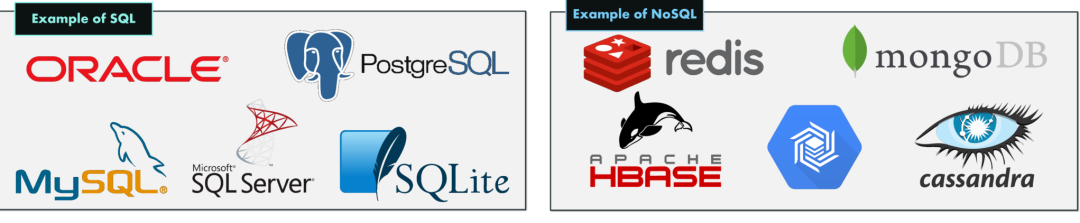 Example of SQL
ORACLE®
PostgreSQL
MySQL®
Microsoft®
SQL Server®
SQLite
Example of NoSQL
redis
mongoDB
APACHE
HBASE
cassandra